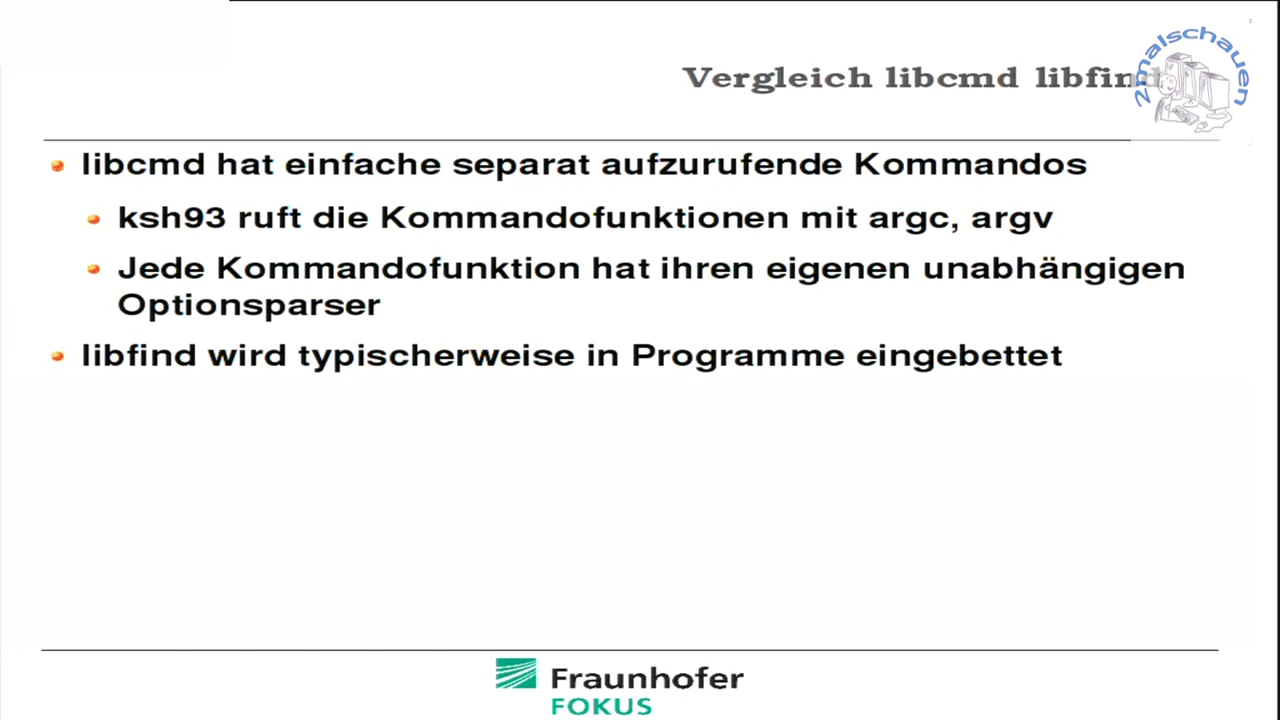 Vergleich libcmd libfind
2malschauen
libcmd hat einfache separat aufzurufende Kommandos
ksh93 ruft die Kommandofunktionen mit argc, argv
Jede Kommandofunktion hat ihren eigenen unabhängigen
Optionsparser
libfind wird typischerweise in Programme eingebettet
Fraunhofer
FOKUS